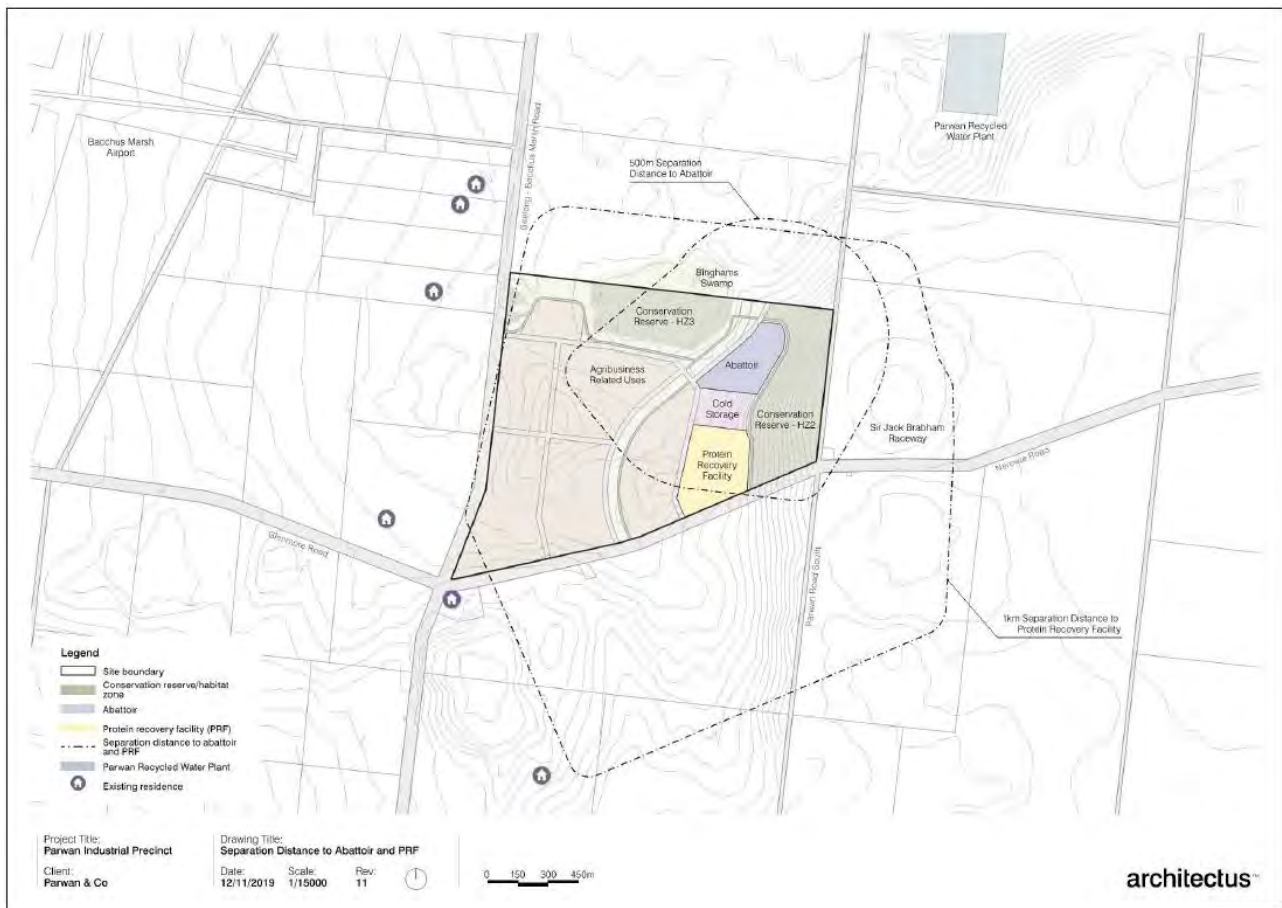 Bacchus Marsh
Airport
Geelong - Bacchus Marsh Road
Parwan Recycled
Water Plant
500m Separation
Distance to Abattoir
Binghams
Swamp
Conservation
Reserve - HZ3
Abattoir
Agribusiness
Related Uses
Cold
Storage
Conservation
Reserve - HZ2
Sir Jack Brabham
Raceway
Protein
Recovery
Facility
Nerowie Road
Glenmore Road
Parwan Road South
1km Separation Distance to
Protein Recovery Facility
Legend
Site boundary
Conservation reserve/habitat
zone
Abattoir
Protein recovery facility (PRF)
Separation distance to abattoir
and PRF
Parwan Recycled Water Plant
Existing residence
Project Title:
Parwan Industrial Precinct
Client:
Parwan & Co
Drawing Title:
Separation Distance to Abattoir and PRF
Date: Scale: Rev:
12/11/2019 1/15000 11
0 150 300 450m
architectus™